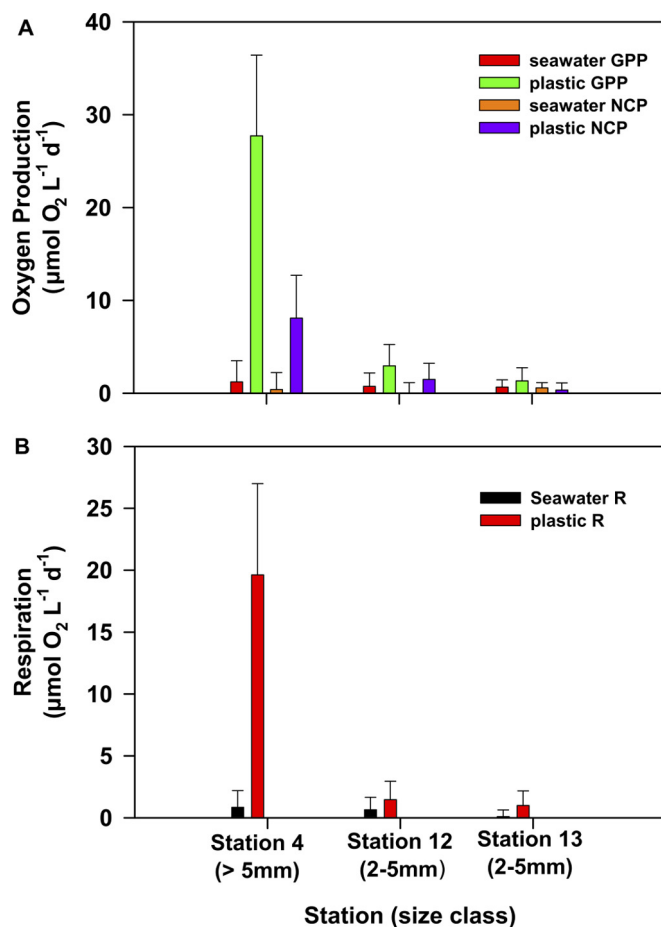 A
40
30
20
10
0
Oxygen Production
(µmol O₂ L⁻¹ d⁻¹)
seawater GPP
plastic GPP
seawater NCP
plastic NCP
B
30
25
20
15
10
5
0
Respiration
(µmol O₂ L⁻¹ d⁻¹)
Seawater R
plastic R
Station 4 Station 12 Station 13
(> 5mm) (2-5mm) (2-5mm)
Station (size class)